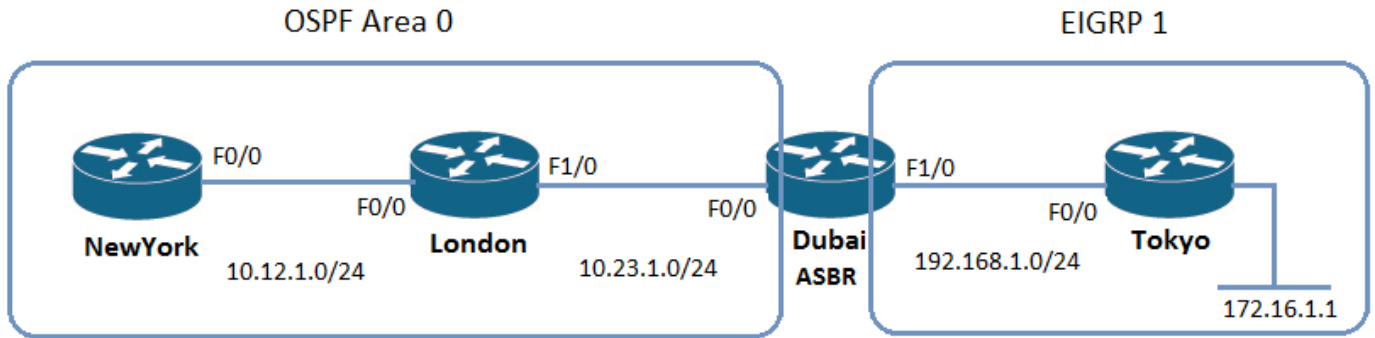 OSPF Area 0
EIGRP 1
F0/0
F0/0
NewYork
10.12.1.0/24
London
F1/0
F0/0
10.23.1.0/24
Dubai
ASBR
F1/0
F0/0
192.168.1.0/24
Tokyo
172.16.1.1